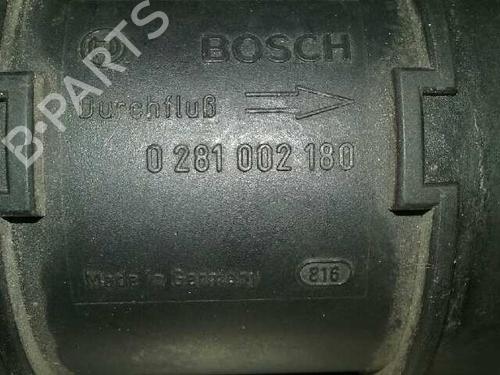 BOSCH
Durchfluß
0 281 002 180
Made in Germany
816
B-PARTS